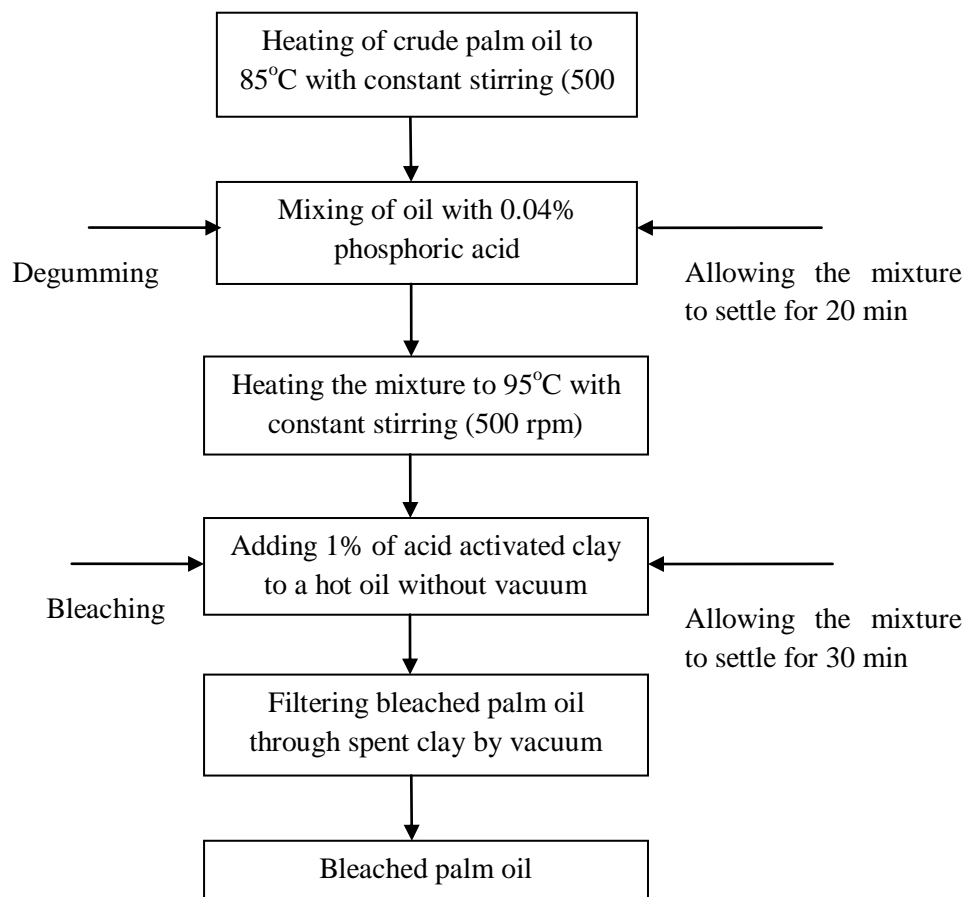 Heating of crude palm oil to
85°C with constant stirring (500
Mixing of oil with 0.04%
phosphoric acid
Degumming
Allowing the mixture
to settle for 20 min
Heating the mixture to 95°C with
constant stirring (500 rpm)
Adding 1% of acid activated clay
to a hot oil without vacuum
Bleaching
Allowing the mixture
to settle for 30 min
Filtering bleached palm oil
through spent clay by vacuum
Bleached palm oil